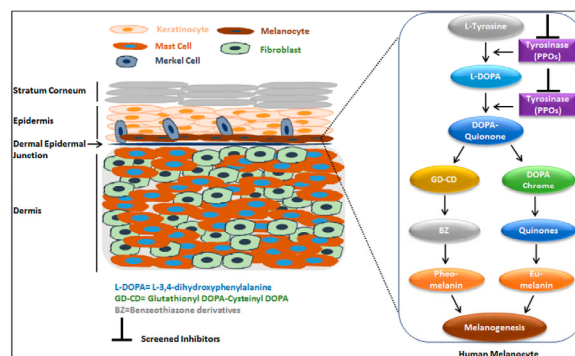 Keratinocyte
Melanocyte
Mast Cell
Fibroblast
Merkel Cell
Stratum Corneum
Epidermis
Dermal Epidermal
Junction
Dermis
L-DOPA= L-3,4-dihydroxyphenylalanine
GD-CD= Glutathionyl DOPA-Cysteinyl DOPA
BZ=Benzeothiazone derivatives
Screened Inhibitors
L-Tyrosine
Tyrosinase
(PPOs)
L-DOPA
Tyrosinase
(PPOs)
DOPA-
Quionone
GD-CD
DOPA
Chrome
BZ
Quinones
Pheo-
melanin
Eu-
melanin
Melanogenesis
Human Melanocyte